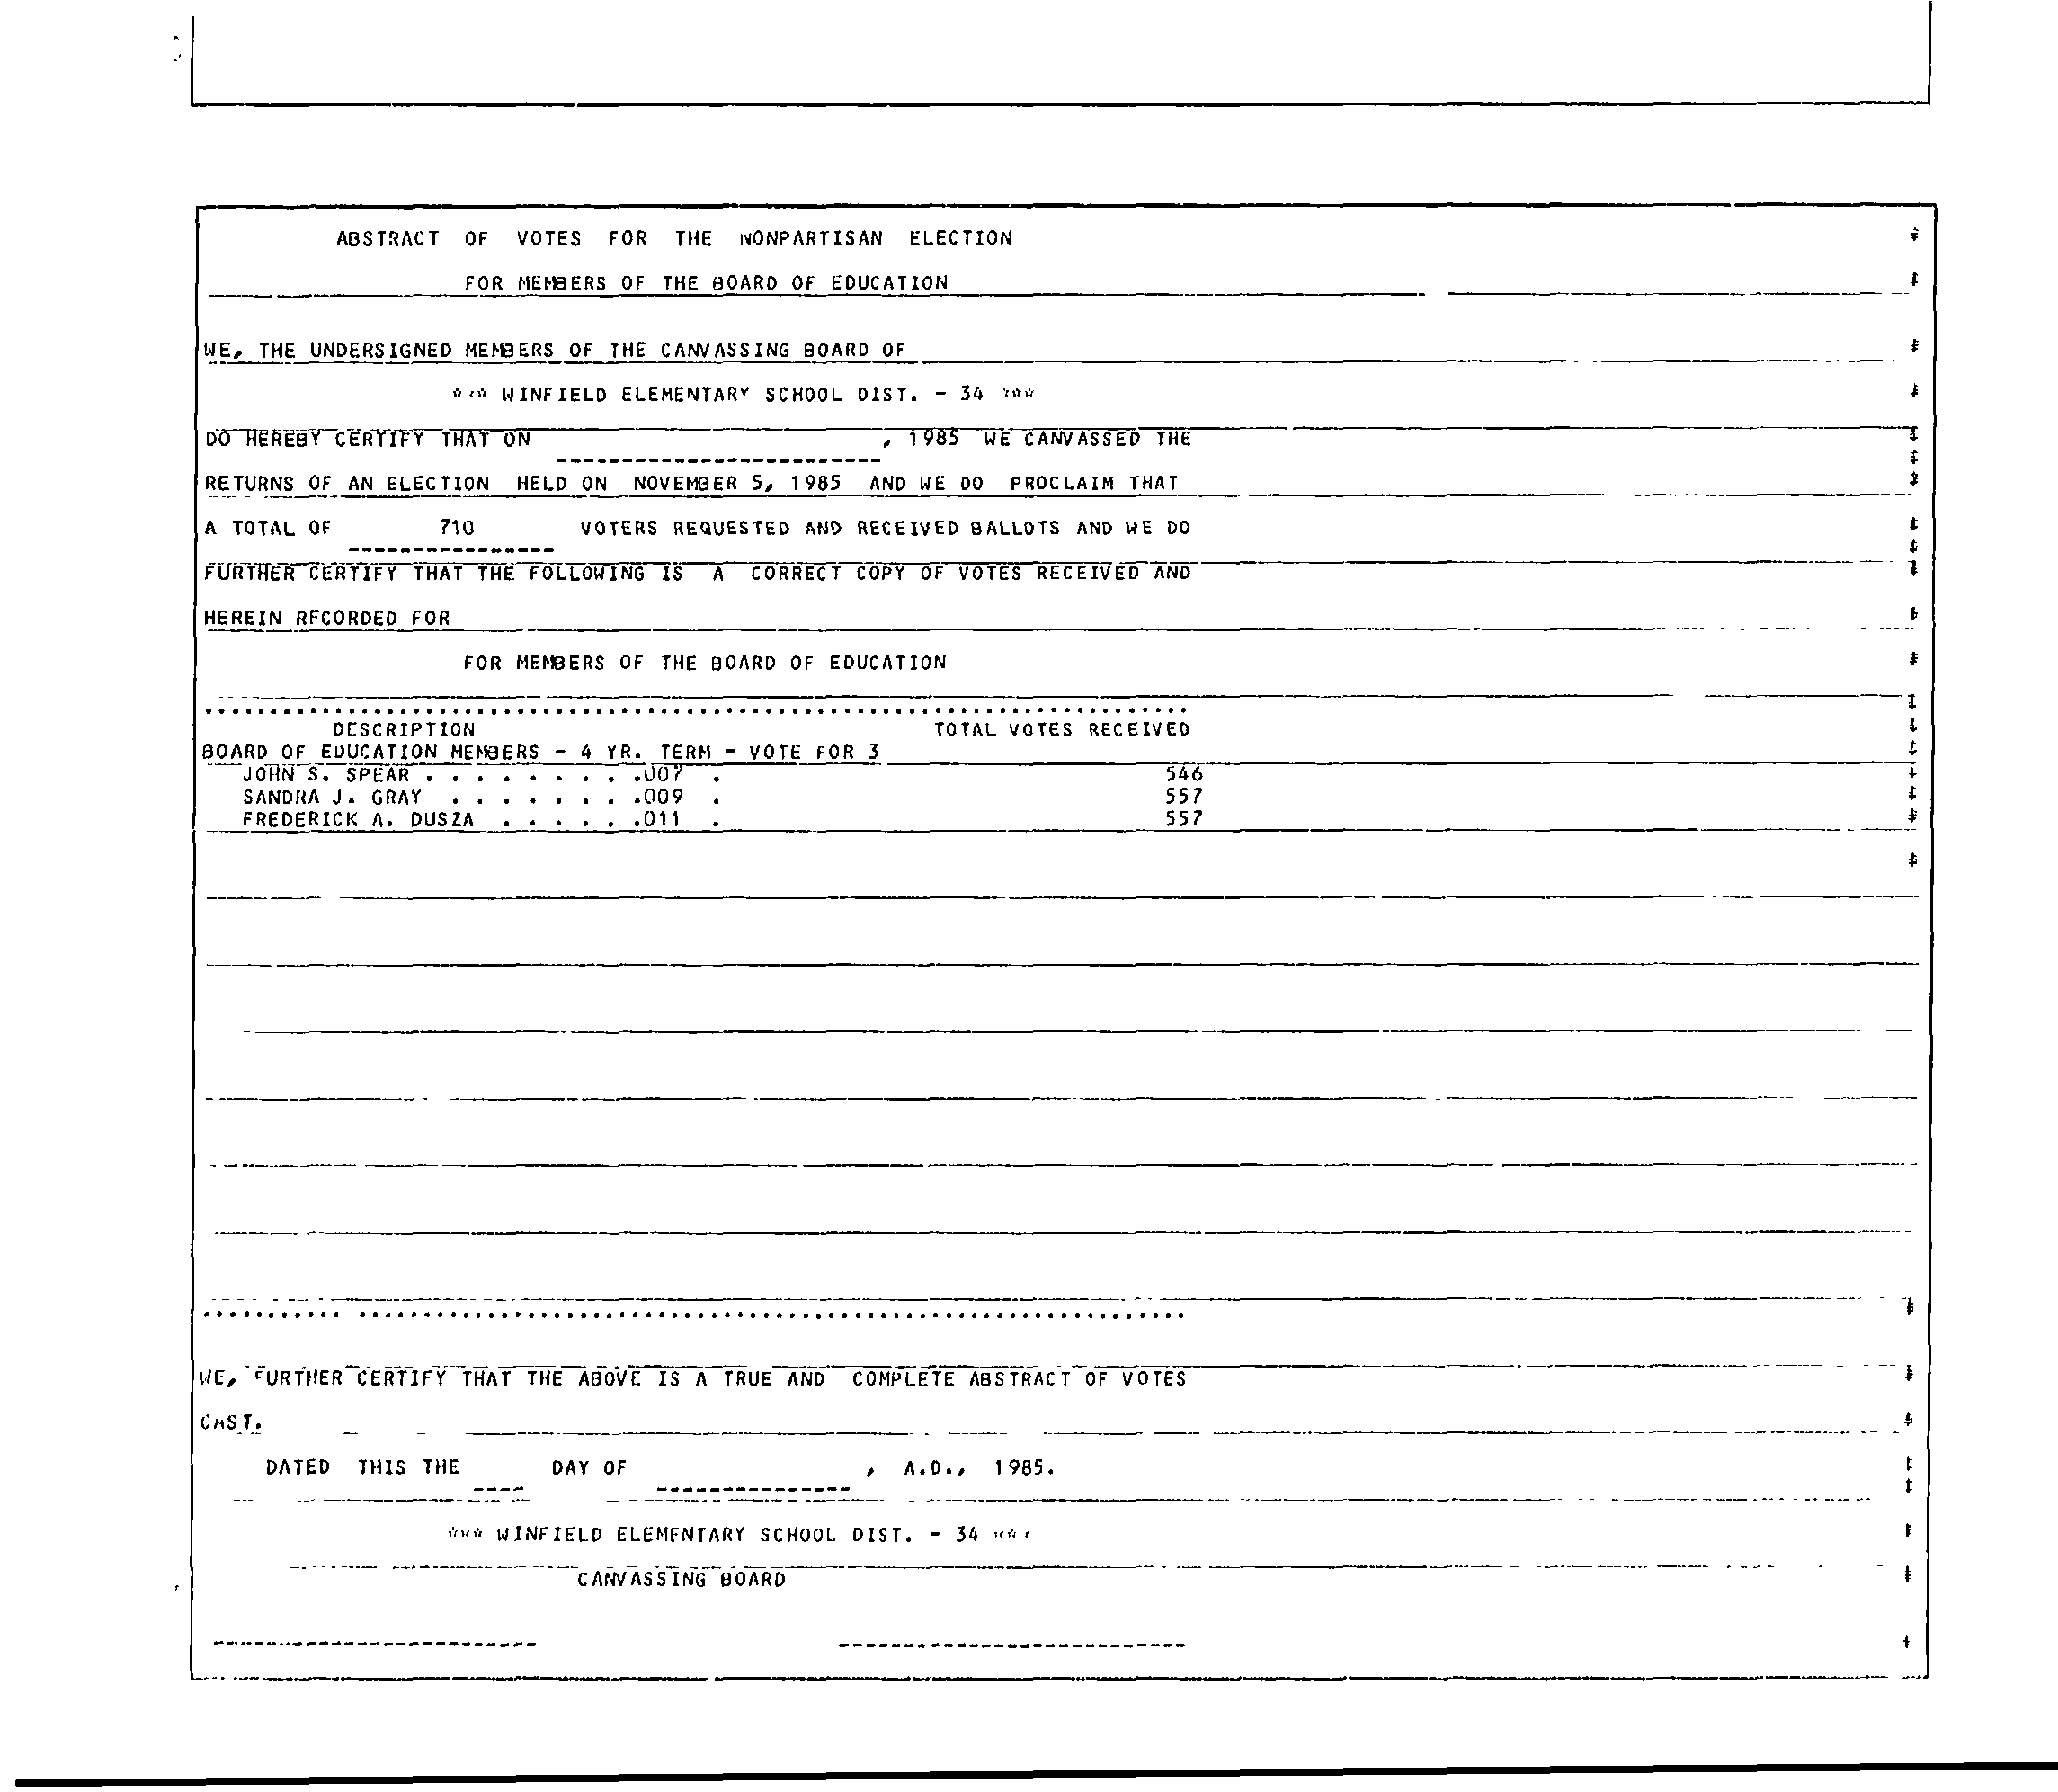 ABSTRACT OF VOTES FOR THE NONPARTISAN ELECTION
FOR MEMBERS OF THE BOARD OF EDUCATION
WE, THE UNDERSIGNED MEMBERS OF THE CANVASSING BOARD OF
*** WINFIELD ELEMENTARY SCHOOL DIST. - 34 ***
DO HEREBY CERTIFY THAT ON , 1985 WE CANVASSED THE
RETURNS OF AN ELECTION HELD ON NOVEMBER 5, 1985 AND WE DO PROCLAIM THAT
A TOTAL OF 710 VOTERS REQUESTED AND RECEIVED BALLOTS AND WE DO
FURTHER CERTIFY THAT THE FOLLOWING IS A CORRECT COPY OF VOTES RECEIVED AND
HEREIN RECORDED FOR
FOR MEMBERS OF THE BOARD OF EDUCATION
DESCRIPTION TOTAL VOTES RECEIVED
BOARD OF EDUCATION MEMBERS - 4 YR. TERM - VOTE FOR 3
JOHN S. SPEAR . . . . . . . . .007 . 546
SANDRA J. GRAY . . . . . . . .009 . 557
FREDERICK A. DUSZA . . . . . .011 . 557
WE, FURTHER CERTIFY THAT THE ABOVE IS A TRUE AND COMPLETE ABSTRACT OF VOTES
CAST.
DATED THIS THE DAY OF , A.D., 1985.
*** WINFIELD ELEMENTARY SCHOOL DIST. - 34 ***
CANVASSING BOARD